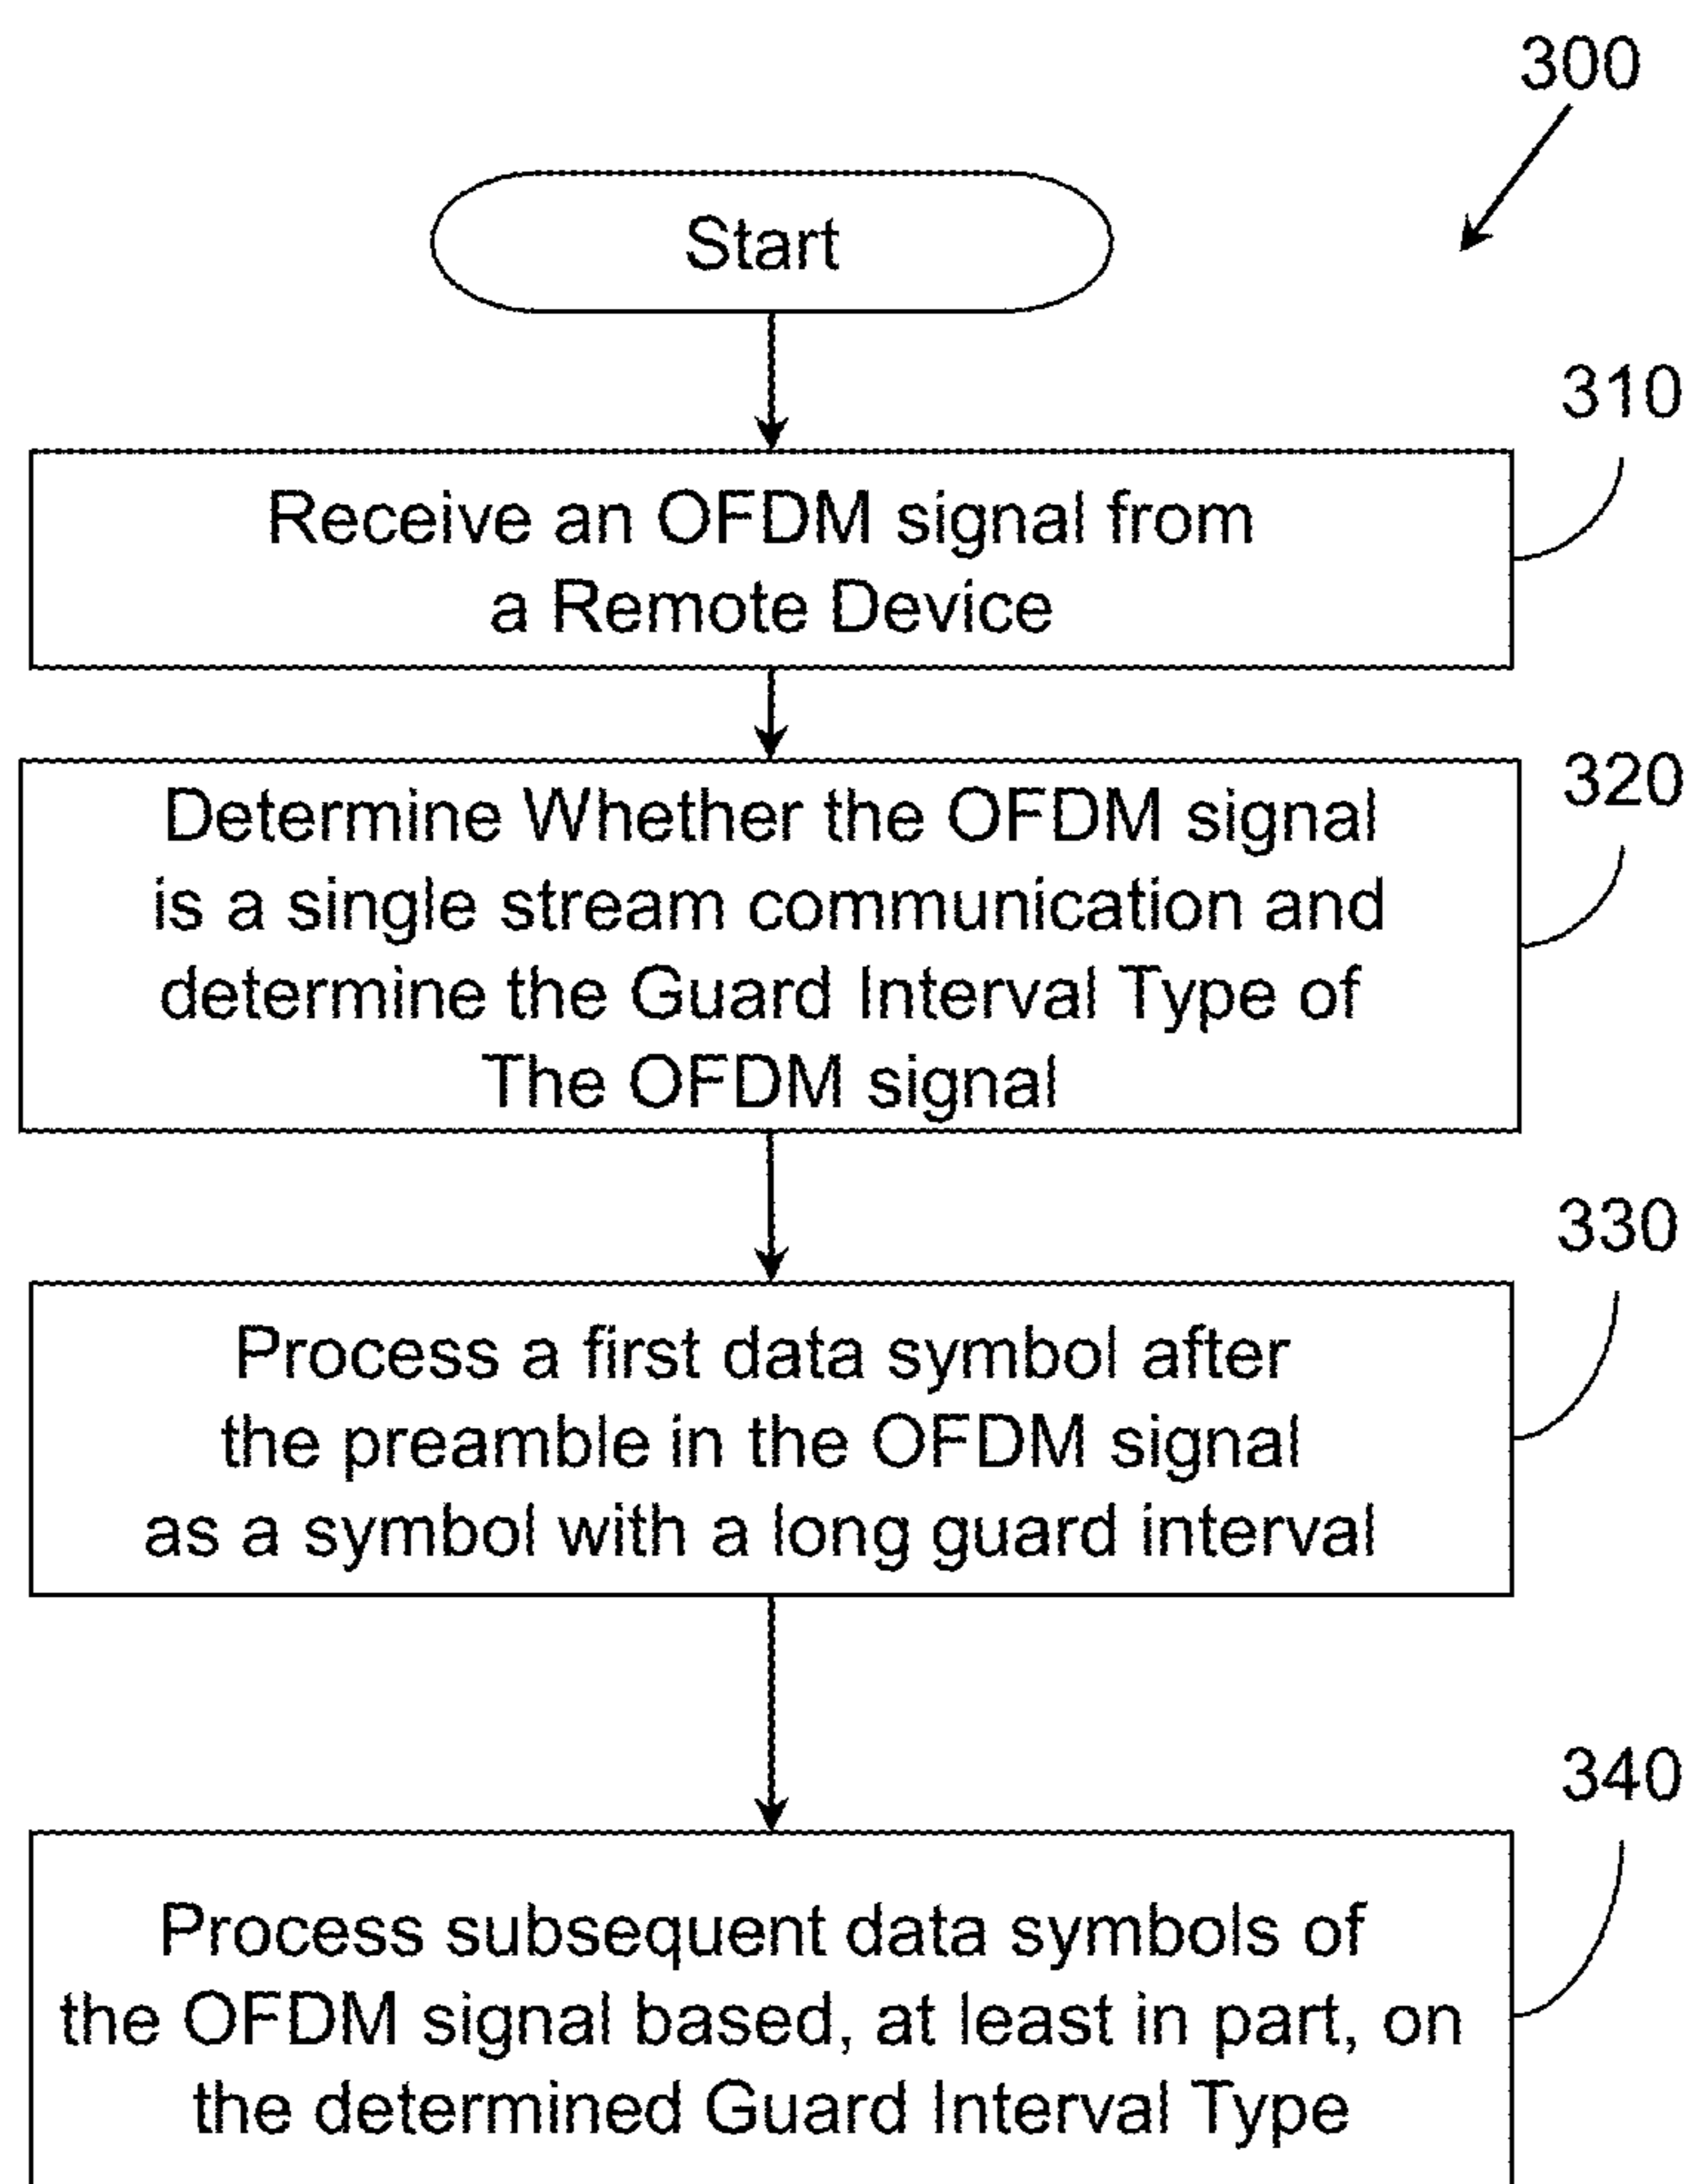 300
Start
310
Receive an OFDM signal from
a Remote Device
320
Determine Whether the OFDM signal
is a single stream communication and
determine the Guard Interval Type of
The OFDM signal
330
Process a first data symbol after
the preamble in the OFDM signal
as a symbol with a long guard interval
340
Process subsequent data symbols of
the OFDM signal based, at least in part, on
the determined Guard Interval Type